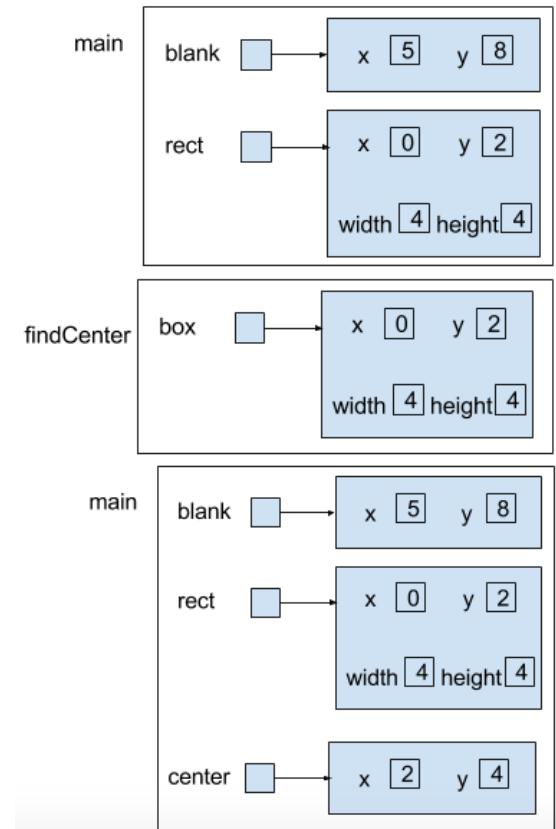 main
blank x 5 y 8
rect x 0 y 2
width 4 height 4
findCenter box x 0 y 2
width 4 height 4
main
blank x 5 y 8
rect x 0 y 2
width 4 height 4
center x 2 y 4